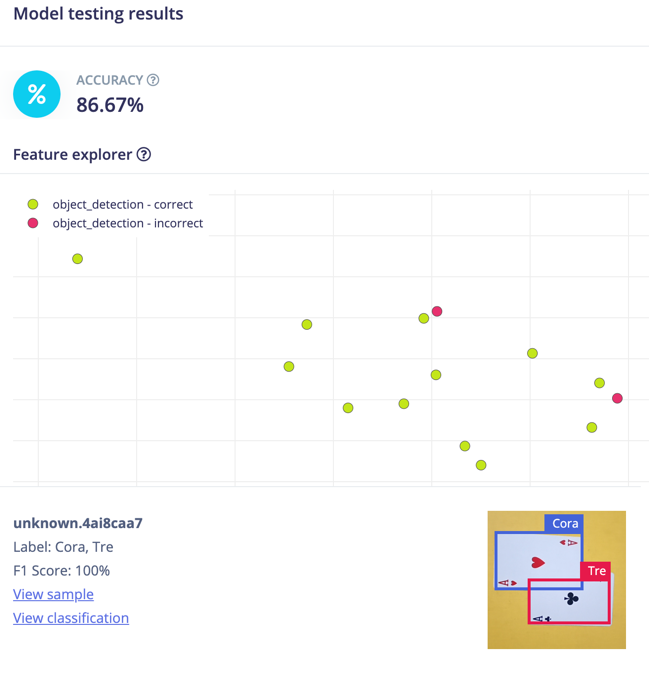 Model testing results
%
ACCURACY ?
86.67%
Feature explorer ?
object_detection - correct
object_detection - incorrect
unknown.4ai8caa7
Label: Cora, Tre
F1 Score: 100%
View sample
View classification
Cora
A
A
Tre
A